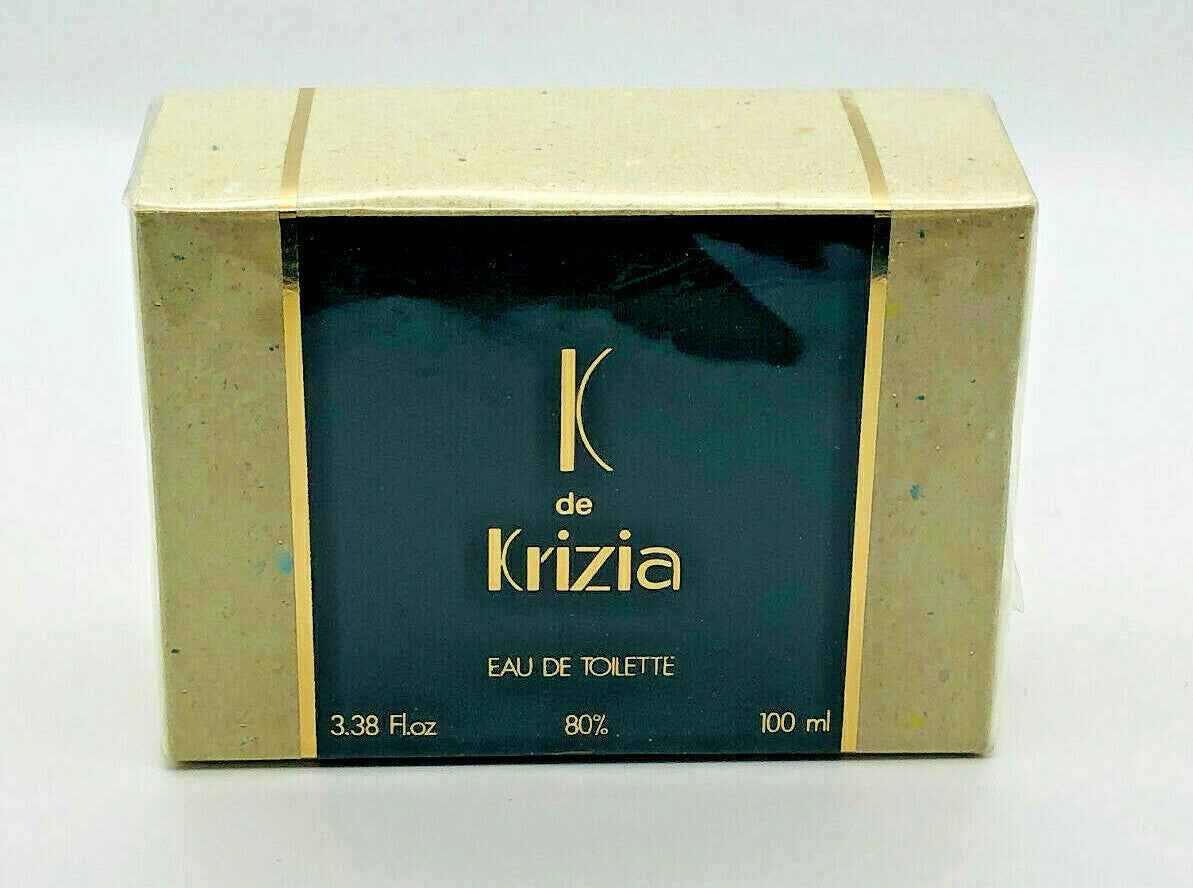 K
de
Krizia
EAU DE TOILETTE
3.38 Fl.oz 80% 100 ml